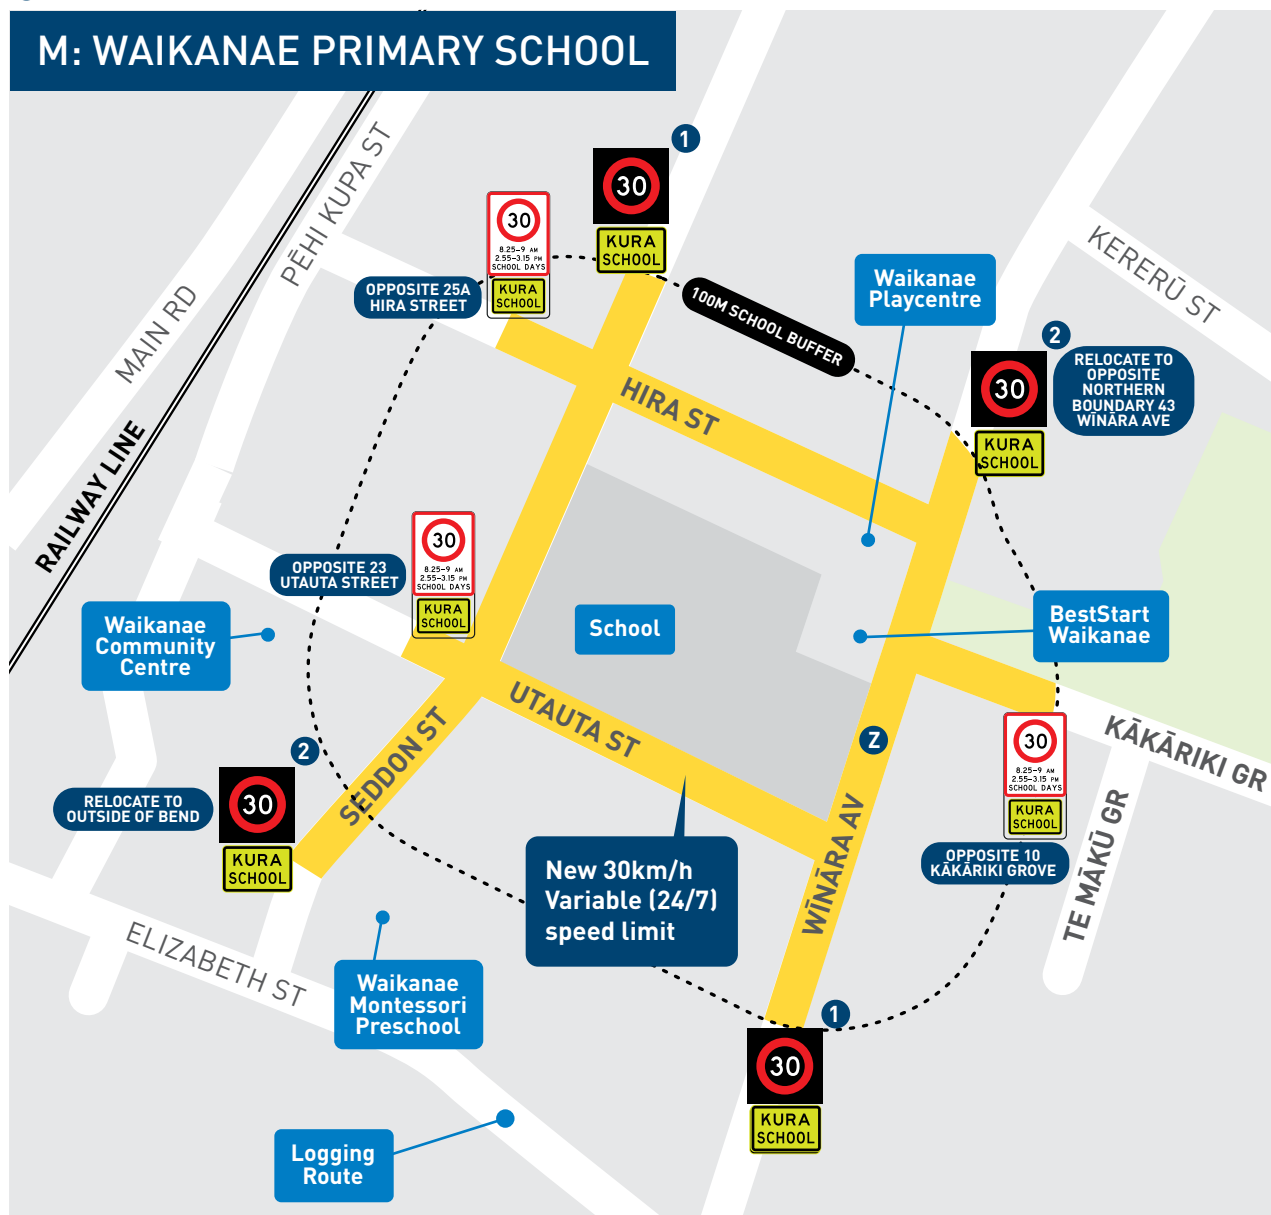 M: WAIKANAE PRIMARY SCHOOL
1
30
KURA
SCHOOL
30
8.25–9 AM
2.55–3.15 PM
SCHOOL DAYS
KURA
SCHOOL
OPPOSITE 25A
HIRA STREET
PĒHI KUPA ST
MAIN RD
RAILWAY LINE
100M SCHOOL BUFFER
Waikanae
Playcentre
KERERŪ ST
2
30
KURA
SCHOOL
RELOCATE TO
OPPOSITE
NORTHERN
BOUNDARY 43
WĪNĀRA AVE
HIRA ST
30
8.25–9 AM
2.55–3.15 PM
SCHOOL DAYS
KURA
SCHOOL
OPPOSITE 23
UTAUTA STREET
Waikanae
Community
Centre
School
BestStart
Waikanae
UTAUTA ST
SEDDON ST
Z
KĀKĀRIKI GR
30
8.25–9 AM
2.55–3.15 PM
SCHOOL DAYS
KURA
SCHOOL
OPPOSITE 10
KĀKĀRIKI GROVE
TE MĀKŪ GR
2
30
KURA
SCHOOL
RELOCATE TO
OUTSIDE OF BEND
New 30km/h
Variable (24/7)
speed limit
WĪNĀRA AV
ELIZABETH ST
Waikanae
Montessori
Preschool
1
30
KURA
SCHOOL
Logging
Route